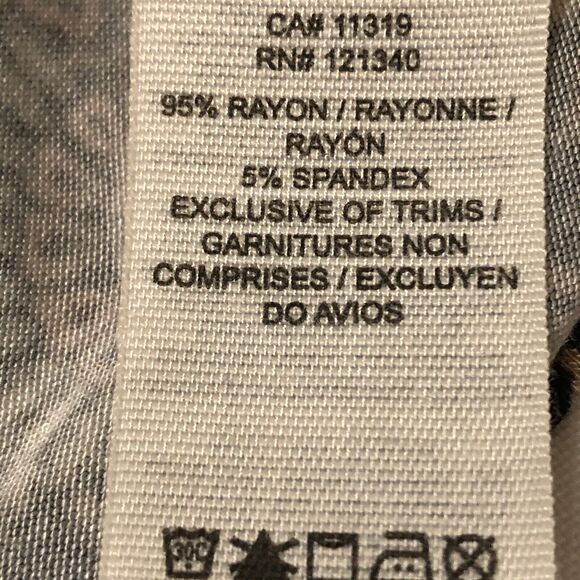 CA# 11319
RN# 121340
95% RAYON / RAYONNE /
RAYÓN
5% SPANDEX
EXCLUSIVE OF TRIMS /
GARNITURES NON
COMPRISES / EXCLUYEN
DO AVIOS
30C